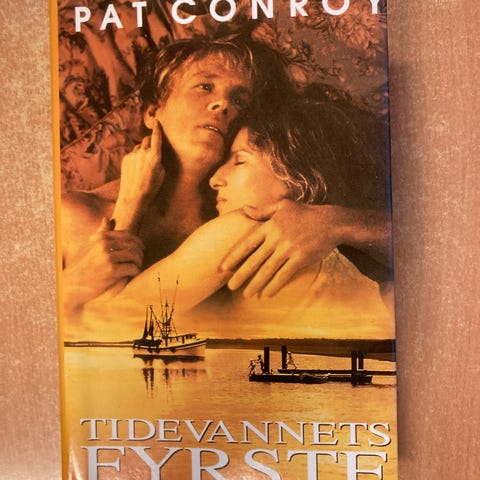 PAT CONROY
TIDEVANNETS
FYRSTE